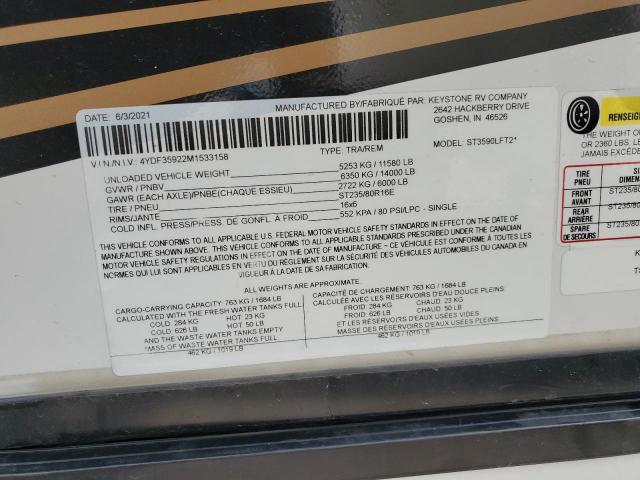 MANUFACTURED BY/FABRIQUÉ PAR: KEYSTONE RV COMPANY
DATE: 6/3/2021
2642 HACKBERRY DRIVE
GOSHEN, IN 46526
V I N /N.I.V.: 4YDF35922M1533158
TYPE: TRA/REM
MODEL: ST3590LFT2*
UNLOADED VEHICLE WEIGHT: 5253 KG / 11580 LB
GVWR / PNBV 6350 KG / 14000 LB
GAWR (EACH AXLE)/PNBE(CHAQUE ESSIEU) 2722 KG / 6000 LB
TIRE / PNEU ST235/80R16E
RIMS/JANTE 16x6
COLD INFL. PRESS/PRESS. DE GONFL A FROID 552 KPA / 80 PSI/LPC - SINGLE
THIS VEHICLE CONFORMS TO ALL APPLICABLE U.S. FEDERAL MOTOR VEHICLE SAFETY STANDARDS IN EFFECT ON THE DATE OF
MANUFACTURE SHOWN ABOVE. THIS VEHICLE CONFORMS TO ALL APPLICABLE STANDARDS PRESCRIBED UNDER THE CANADIAN
MOTOR VEHICLE SAFETY REGULATIONS IN EFFECT ON THE DATE OF MANUFACTURE~ CE VÉHICULE EST CONFORME A TOUTES LES
NORMES QUI LUI SONT APPLICABLES EN VERTU DU RÈGLEMENT SUR LA SÉCURITÉ DES VÉHICULES AUTOMOBILES DU CANADA EN
VIGUEUR À LA DATE DE SA FABRICATION.
ALL WEIGHTS ARE APPROXIMATE.
CARGO-CARRYING CAPACITY: 763 KG / 1684 LB
CALCULATED WITH THE FRESH WATER TANKS FULL
COLD: 284 KG HOT: 23 KG
COLD: 626 LB HOT: 50 LB
AND THE WASTE WATER TANKS EMPTY
*MASS OF WASTE WATER TANKS FULL
462 KG / 1019 LB
CAPACITÉ DE CHARGEMENT: 763 KG / 1684 LB
CALCULÉE AVEC LES RÉSERVOIRS D'EAU DOUCE PLEINS
FROID: 284 KG CHAUD: 23 KG
FROID: 626 LB CHAUD: 50 LB
ET LES RÉSERVOIRS D'EAUX USÉES VIDES
*MASSE DES RÉSERVOIRS D'EAUX USÉES PLEINS
462 KG / 1019 LB
RENSEIGNE
THE WEIGHT OF
OR 2360 LBS. L
JAMAIS EXCÉD
TIRE
PNEU
SI
DIMEN
FRONT
AVANT
ST235/80
REAR
ARRIÈRE
ST235/80
SPARE
DE SECOURS
ST235/80
K